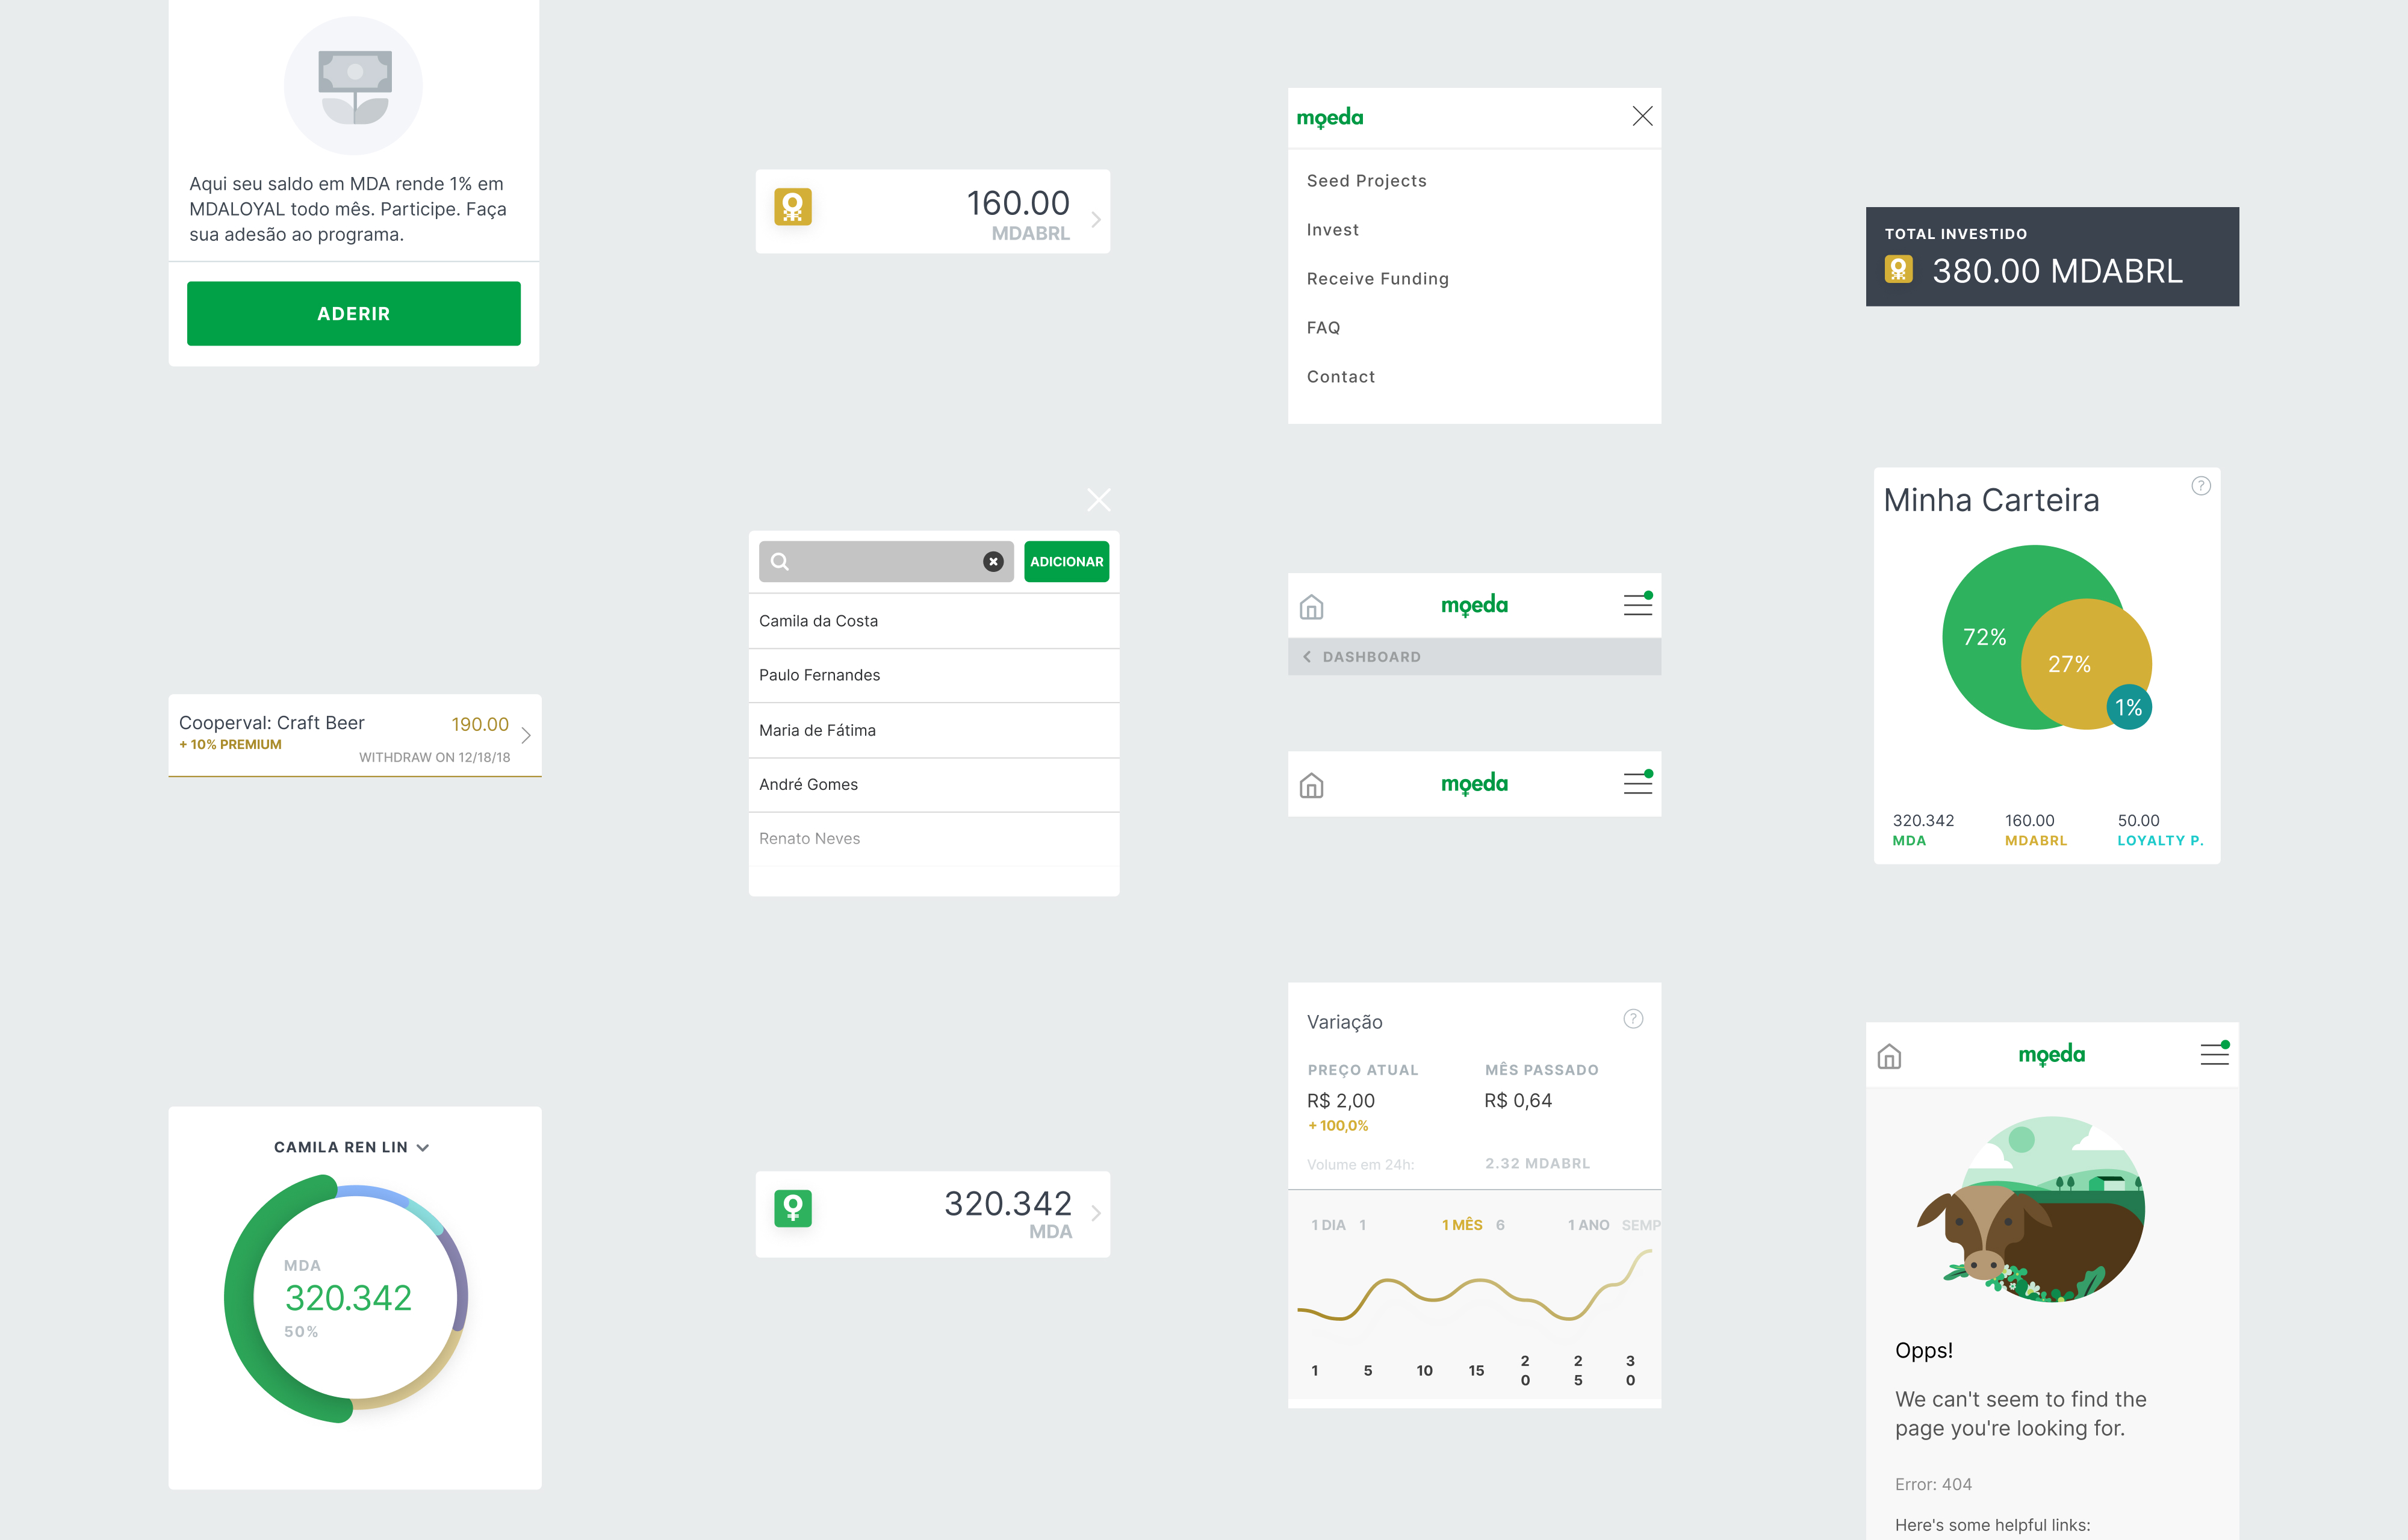 Aqui seu saldo em MDA rende 1% em
MDALOYAL todo mês. Participe. Faça
sua adesão ao programa.
ADERIR
Cooperval: Craft Beer
190.00
+ 10% PREMIUM
WITHDRAW ON 12/18/18
CAMILA REN LIN
MDA
320.342
50%
160.00
MDABRL
ADICIONAR
Camila da Costa
Paulo Fernandes
Maria de Fátima
André Gomes
Renato Neves
320.342
MDA
moeda
Seed Projects
Invest
Receive Funding
FAQ
Contact
moeda
DASHBOARD
moeda
Variação
?
PREÇO ATUAL
MÊS PASSADO
R$ 2,00
R$ 0,64
+ 100,0%
Volume em 24h:
2.32 MDABRL
1 DIA 1 1 MÊS 6 1 ANO SEMP
1 5 10 15 20 25 30
TOTAL INVESTIDO
380.00 MDABRL
Minha Carteira
?
72%
27%
1%
320.342 160.00 50.00
MDA MDABRL LOYALTY P.
moeda
Opps!
We can't seem to find the
page you're looking for.
Error: 404
Here's some helpful links: